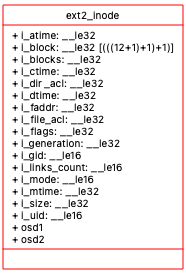 ext2_inode
+ i_atime: __le32
+ i_block: __le32 [(((12+1)+1)+1)]
+ i_blocks: __le32
+ i_ctime: __le32
+ i_dir_acl: __le32
+ i_dtime: __le32
+ i_faddr: __le32
+ i_file_acl: __le32
+ i_flags: __le32
+ i_generation: __le32
+ i_gid: __le16
+ i_links_count: __le16
+ i_mode: __le16
+ i_mtime: __le32
+ i_size: __le32
+ i_uid: __le16
+ osd1
+ osd2